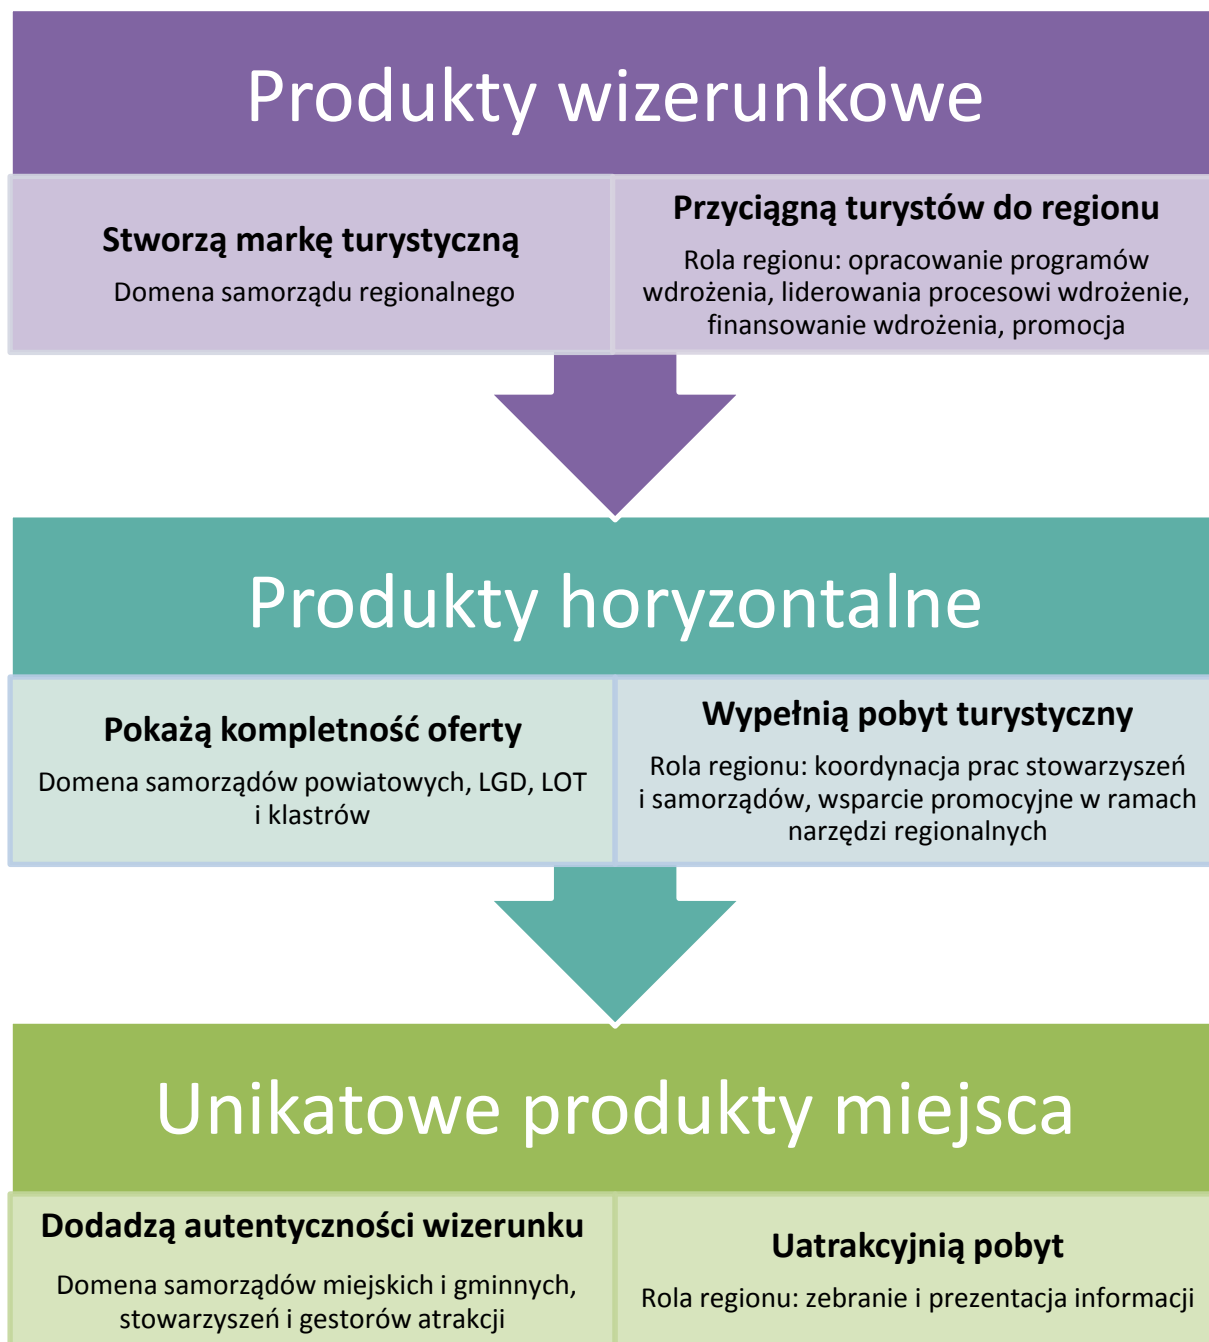 Produkty wizerunkowe
Stworzą markę turystyczną
Domena samorządu regionalnego
Przyciągną turystów do regionu
Rola regionu: opracowanie programów
wdrożenia, liderowania procesowi wdrożenie,
finansowanie wdrożenia, promocja
Produkty horyzontalne
Pokażą kompletność oferty
Domena samorządów powiatowych, LGD, LOT
i klastrów
Wypełnią pobyt turystyczny
Rola regionu: koordynacja prac stowarzyszeń
i samorządów, wsparcie promocyjne w ramach
narzędzi regionalnych
Unikatowe produkty miejsca
Dodadzą autentyczności wizerunku
Domena samorządów miejskich i gminnych,
stowarzyszeń i gestorów atrakcji
Uatrakcyjnią pobyt
Rola regionu: zebranie i prezentacja informacji